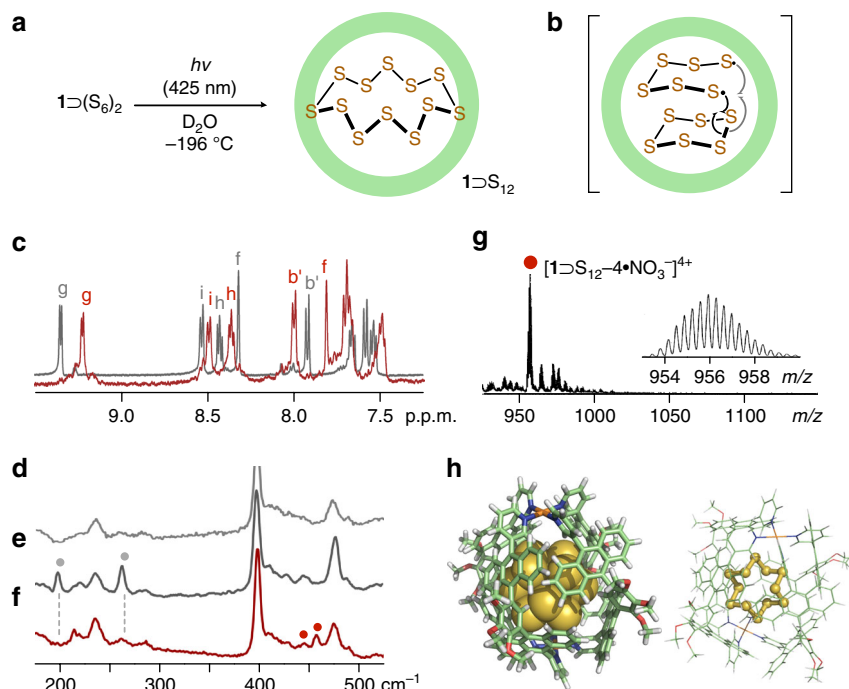 a
hν
(425 nm)
1⊃(S₆)₂
D₂O
–196 °C
S S S S S
S S S S
S S S
1⊃S₁₂
b
S S S•
S S S•
S S S
S S S
c
g g i i h h f b' b' f
9.0 8.5 8.0 7.5 p.p.m.
g
[1⊃S₁₂–4•NO₃⁻]⁴⁺
954 956 958 m/z
950 1000 1050 1100 m/z
d
e
f
200 300 400 500 cm⁻¹
h